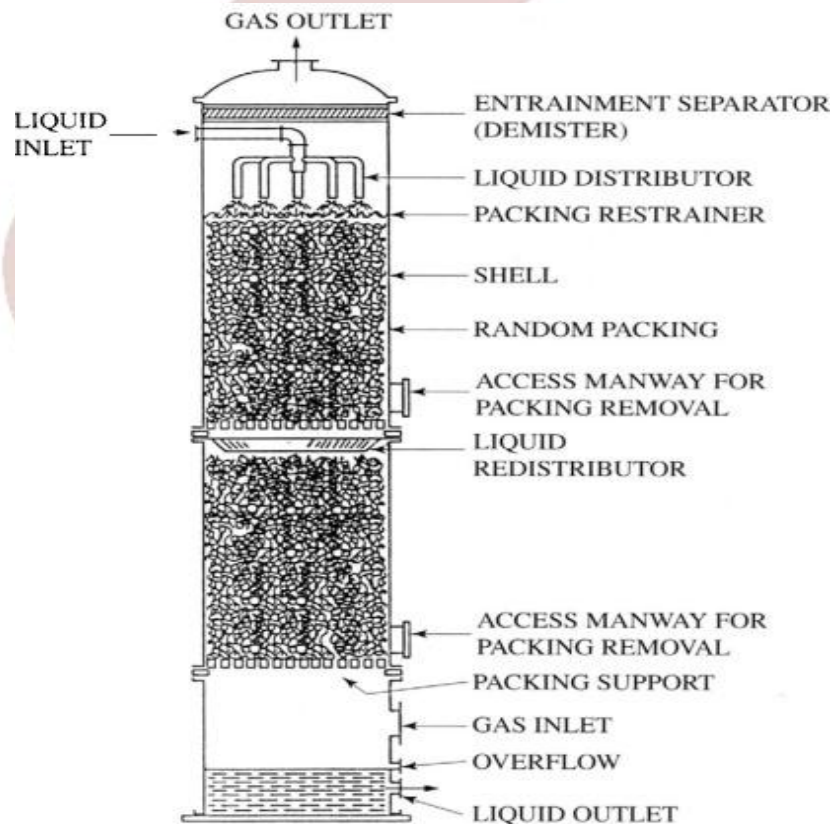 GAS OUTLET
LIQUID
INLET
ENTRAINMENT SEPARATOR
(DEMISTER)
LIQUID DISTRIBUTOR
PACKING RESTRAINER
SHELL
RANDOM PACKING
ACCESS MANWAY FOR
PACKING REMOVAL
LIQUID
REDISTRIBUTOR
ACCESS MANWAY FOR
PACKING REMOVAL
PACKING SUPPORT
GAS INLET
OVERFLOW
LIQUID OUTLET